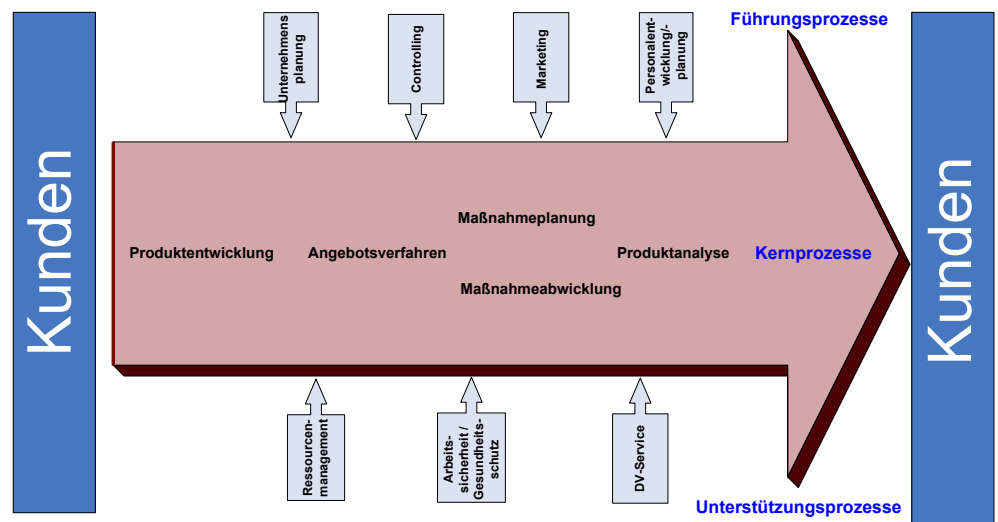 Kunden
Unternehmens
planung
Controlling
Marketing
Personalent-
wicklung/-
planung
Führungsprozesse
Produktentwicklung
Angebotsverfahren
Maßnahmeplanung
Maßnahmeabwicklung
Produktanalyse
Kernprozesse
Ressourcen-
management
Arbeits-
sicherheit /
Gesundheits-
schutz
DV-Service
Unterstützungsprozesse
Kunden